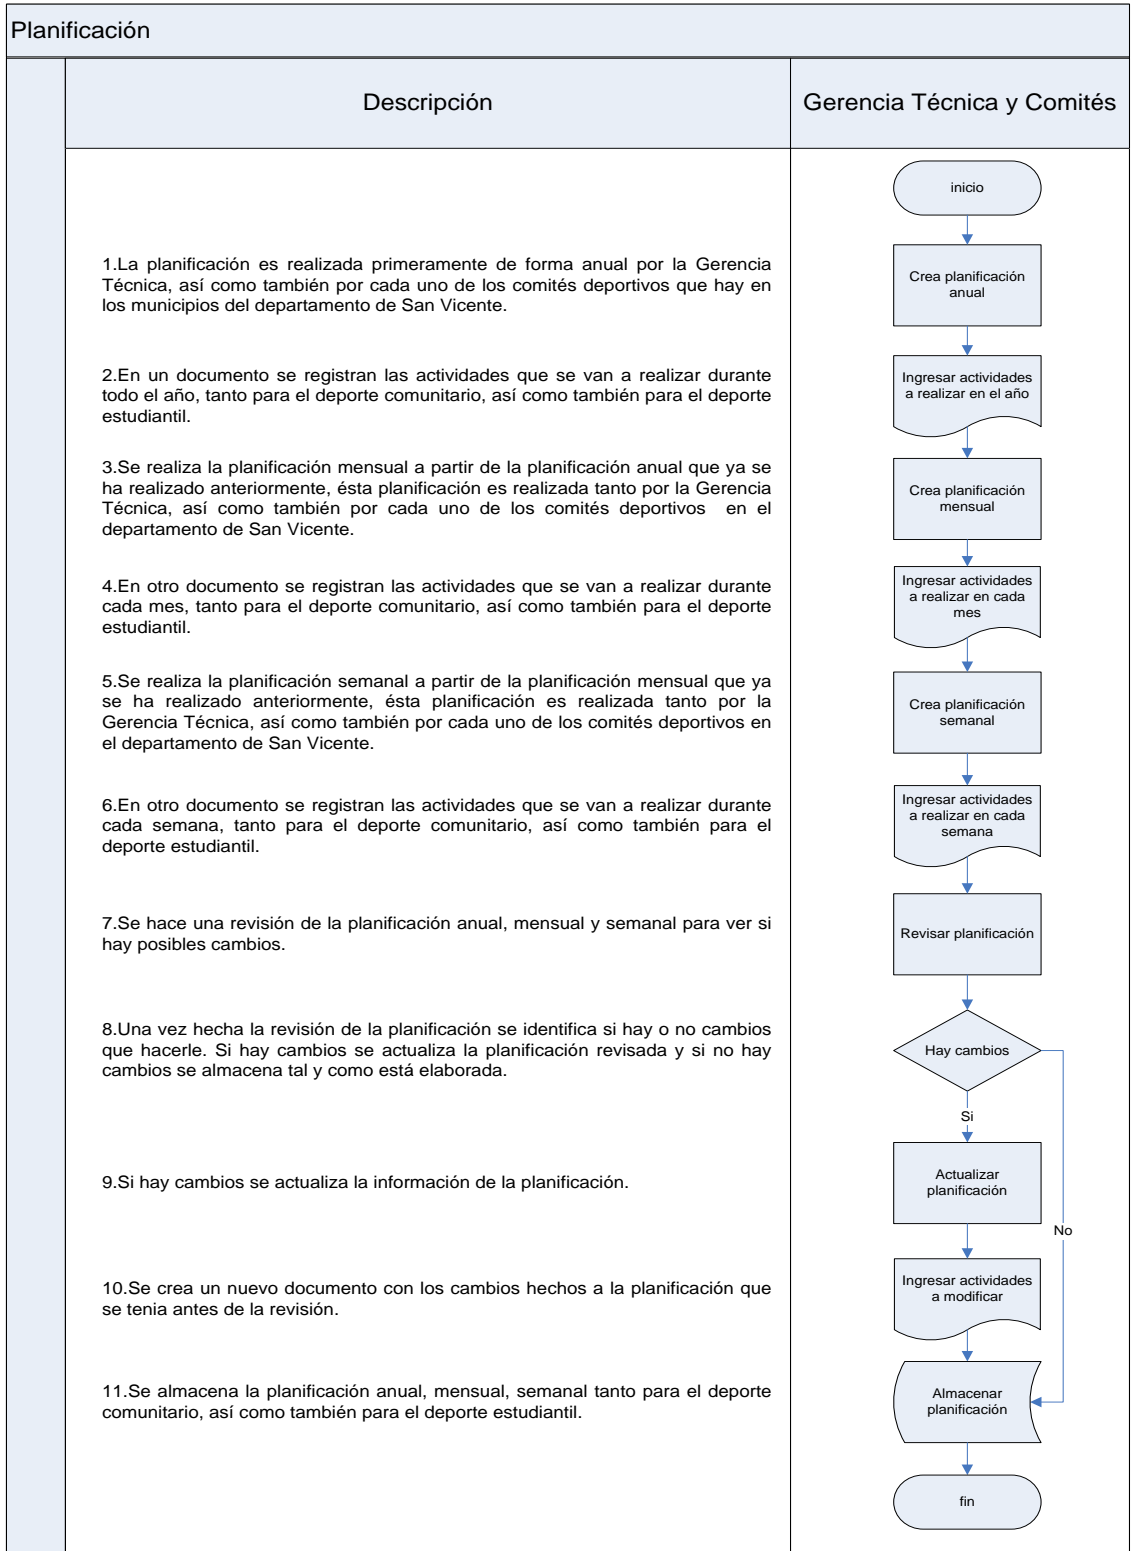 Planificación
Descripción
Gerencia Técnica y Comités
inicio
1.La planificación es realizada primeramente de forma anual por la Gerencia
Técnica, así como también por cada uno de los comités deportivos que hay en
los municipios del departamento de San Vicente.
Crea planificación
anual
2.En un documento se registran las actividades que se van a realizar durante
todo el año, tanto para el deporte comunitario, así como también para el deporte
estudiantil.
Ingresar actividades
a realizar en el año
3.Se realiza la planificación mensual a partir de la planificación anual que ya se
ha realizado anteriormente, ésta planificación es realizada tanto por la Gerencia
Técnica, así como también por cada uno de los comités deportivos en el
departamento de San Vicente.
Crea planificación
mensual
4.En otro documento se registran las actividades que se van a realizar durante
cada mes, tanto para el deporte comunitario, así como también para el deporte
estudiantil.
Ingresar actividades
a realizar en cada
mes
5.Se realiza la planificación semanal a partir de la planificación mensual que ya
se ha realizado anteriormente, ésta planificación es realizada tanto por la
Gerencia Técnica, así como también por cada uno de los comités deportivos en
el departamento de San Vicente.
Crea planificación
semanal
6.En otro documento se registran las actividades que se van a realizar durante
cada semana, tanto para el deporte comunitario, así como también para el
deporte estudiantil.
Ingresar actividades
a realizar en cada
semana
7.Se hace una revisión de la planificación anual, mensual y semanal para ver si
hay posibles cambios.
Revisar planificación
8.Una vez hecha la revisión de la planificación se identifica si hay o no cambios
que hacerle. Si hay cambios se actualiza la planificación revisada y si no hay
cambios se almacena tal y como está elaborada.
Hay cambios
Si
9.Si hay cambios se actualiza la información de la planificación.
Actualizar
planificación
No
10.Se crea un nuevo documento con los cambios hechos a la planificación que
se tenia antes de la revisión.
Ingresar actividades
a modificar
11.Se almacena la planificación anual, mensual, semanal tanto para el deporte
comunitario, así como también para el deporte estudiantil.
Almacenar
planificación
fin